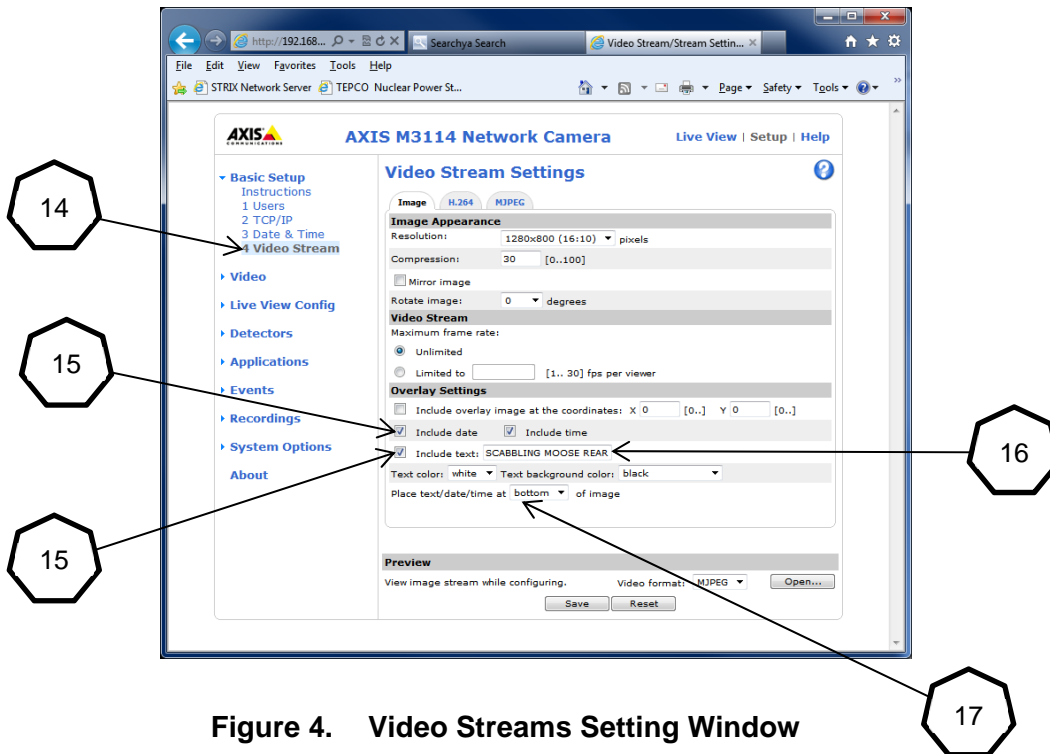 http://192.168...
Searchya Search
Video Stream/Stream Settin...
File Edit View Favorites Tools Help
STRIX Network Server TEPCO Nuclear Power St...
Page Safety Tools
AXIS COMMUNICATIONS
AXIS M3114 Network Camera
Live View | Setup | Help
Basic Setup
Instructions
1 Users
2 TCP/IP
3 Date & Time
4 Video Stream
Video
Live View Config
Detectors
Applications
Events
Recordings
System Options
About
Video Stream Settings
Image H.264 MJPEG
Image Appearance
Resolution: 1280x800 (16:10) pixels
Compression: 30 [0..100]
Mirror image
Rotate image: 0 degrees
Video Stream
Maximum frame rate:
Unlimited
Limited to [1.. 30] fps per viewer
Overlay Settings
Include overlay image at the coordinates: X 0 [0..] Y 0 [0..]
Include date Include time
Include text: SCABBLING MOOSE REAR
Text color: white Text background color: black
Place text/date/time at bottom of image
Preview
View image stream while configuring. Video format: MJPEG Open...
Save Reset
14
15
15
16
17
Figure 4. Video Streams Setting Window